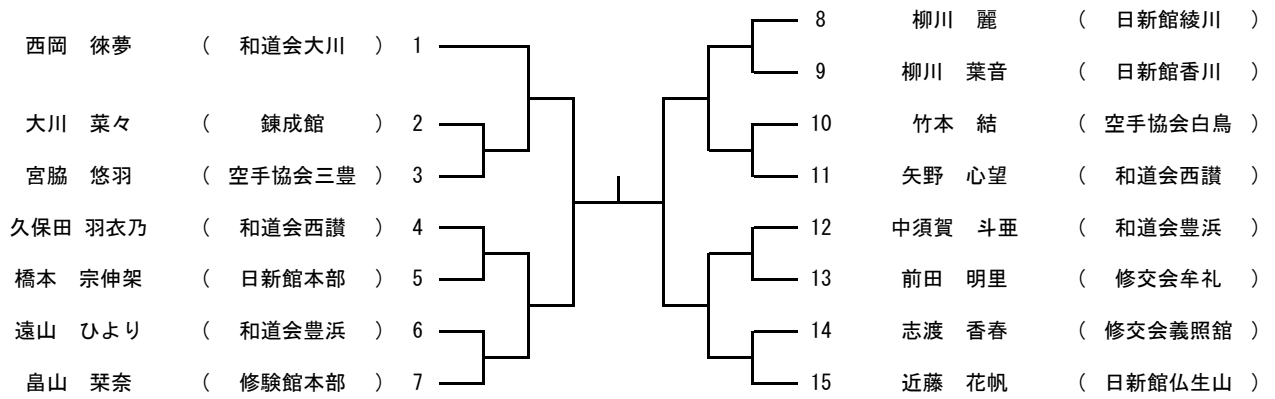 西岡　徠夢　（　和道会大川　）　1
大川　菜々　（　錬成館　）　2
宮脇　悠羽　（　空手協会三豊　）　3
久保田 羽衣乃　（　和道会西讃　）　4
橋本　宗伸架　（　日新館本部　）　5
遠山　ひより　（　和道会豊浜　）　6
畠山　栞奈　（　修験館本部　）　7
8　柳川　麗　（　日新館綾川　）
9　柳川　葉音　（　日新館香川　）
10　竹本　結　（　空手協会白鳥　）
11　矢野　心望　（　和道会西讃　）
12　中須賀　斗亜　（　和道会豊浜　）
13　前田　明里　（　修交会牟礼　）
14　志渡　香春　（　修交会義照舘　）
15　近藤　花帆　（　日新館仏生山　）